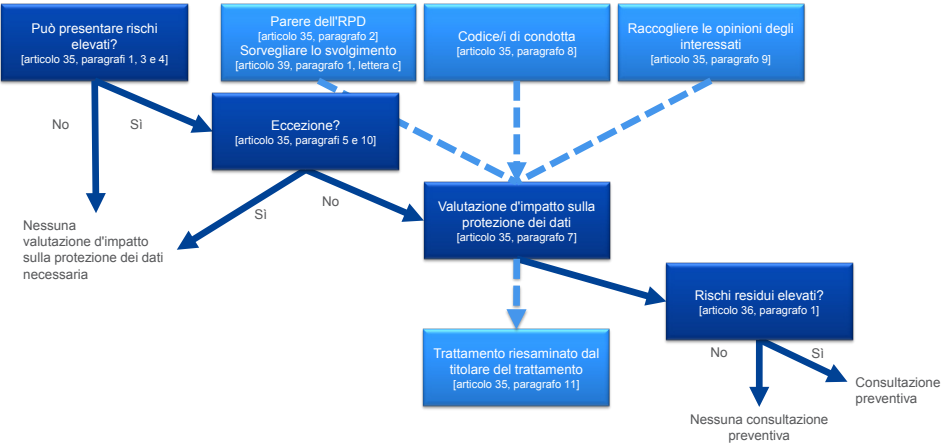 Può presentare rischi
elevati?
[articolo 35, paragrafi 1, 3 e 4]
Parere dell'RPD
[articolo 35, paragrafo 2]
Sorvegliare lo svolgimento
[articolo 39, paragrafo 1, lettera c]
Codice/i di condotta
[articolo 35, paragrafo 8]
Raccogliere le opinioni degli
interessati
[articolo 35, paragrafo 9]
No
Sì
Eccezione?
[articolo 35, paragrafi 5 e 10]
Sì
No
Nessuna
valutazione d'impatto
sulla protezione dei dati
necessaria
Valutazione d'impatto sulla
protezione dei dati
[articolo 35, paragrafo 7]
Rischi residui elevati?
[articolo 36, paragrafo 1]
Trattamento riesaminato dal
titolare del trattamento
[articolo 35, paragrafo 11]
No
Sì
Consultazione
preventiva
Nessuna consultazione
preventiva